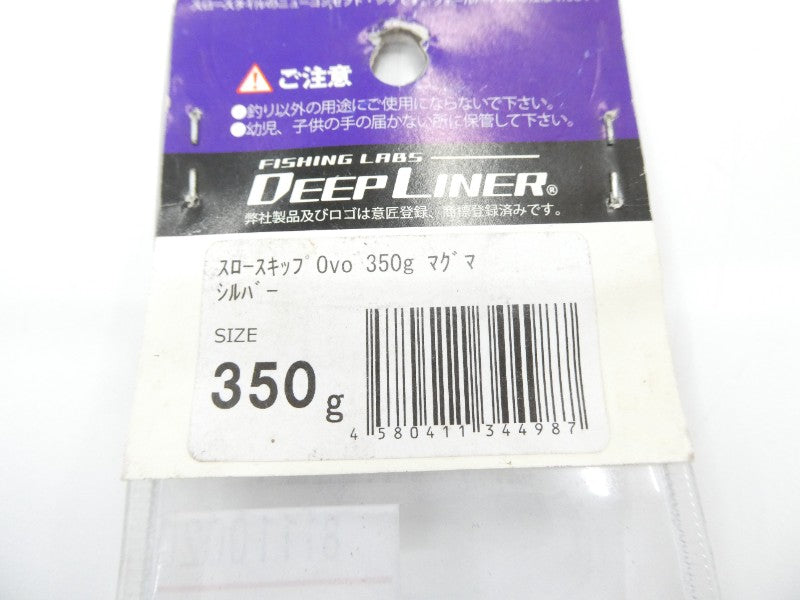 ご注意
●釣り以外の用途にご使用にならないで下さい。
●幼児、子供の手の届かない所に保管して下さい。
FISHING LABS
DEEP LINER®
弊社製品及びロゴは意匠登録、商標登録済みです。
ｽﾛｰｽｷｯﾌﾟOvo 350g ﾏｸﾞﾏ
ｼﾙﾊﾞｰ
SIZE
350g
4 580411 344987